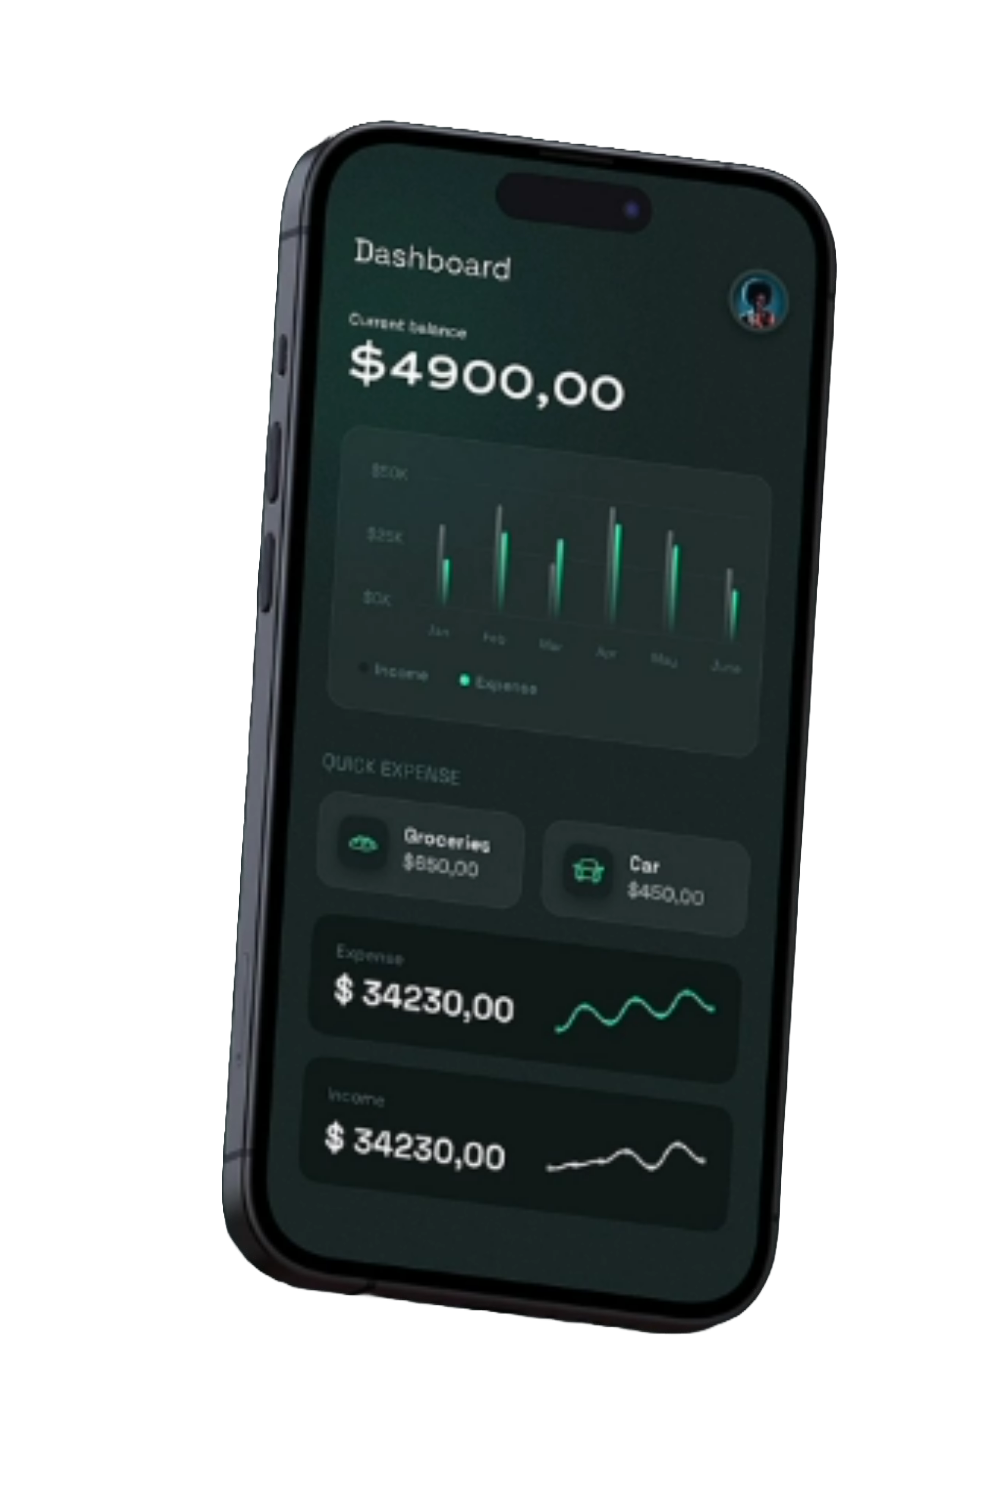 Dashboard
Current balance
$4900,00
$50K
$25K
$0K
Jan Feb Mar Apr May June
Income Expense
QUICK EXPENSE
Groceries
$650,00
Car
$450,00
Expense
$ 34230,00
Income
$ 34230,00